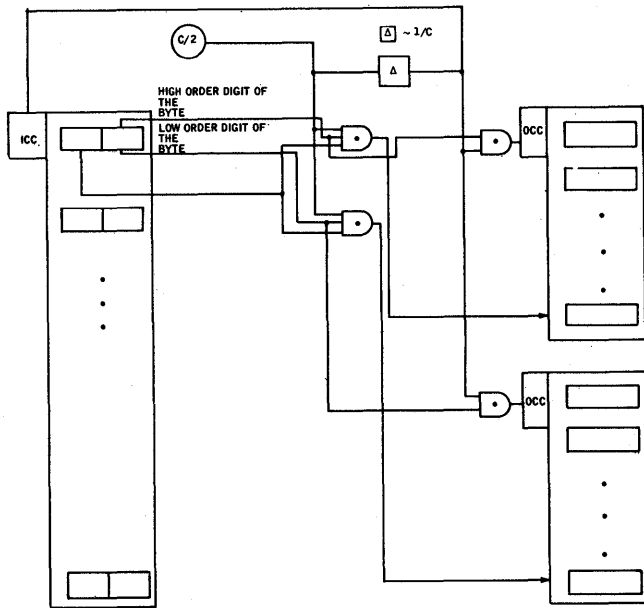 C/2
Δ ~ 1/C
Δ
HIGH ORDER DIGIT OF
THE
BYTE
LOW ORDER DIGIT OF
THE
BYTE
ICC
OCC
OCC